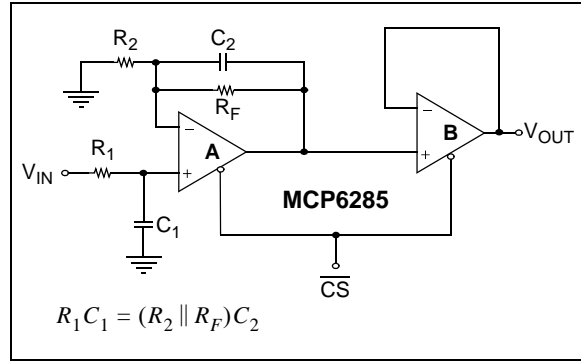 R2
C2
RF
−
A
+
−
B
+
VOUT
R1
VIN
C1
MCP6285
CS
R1C1 = (R2 || RF)C2